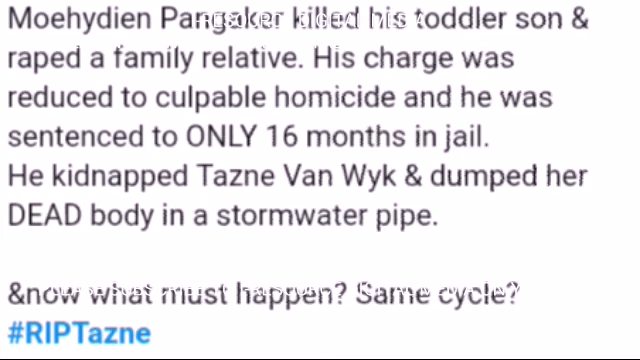 Moehydien Pangaker killed his toddler son &
raped a family relative. His charge was
reduced to culpable homicide and he was
sentenced to ONLY 16 months in jail.
He kidnapped Tazne Van Wyk & dumped her
DEAD body in a stormwater pipe.
&now what must happen? Same cycle?
#RIPTazne